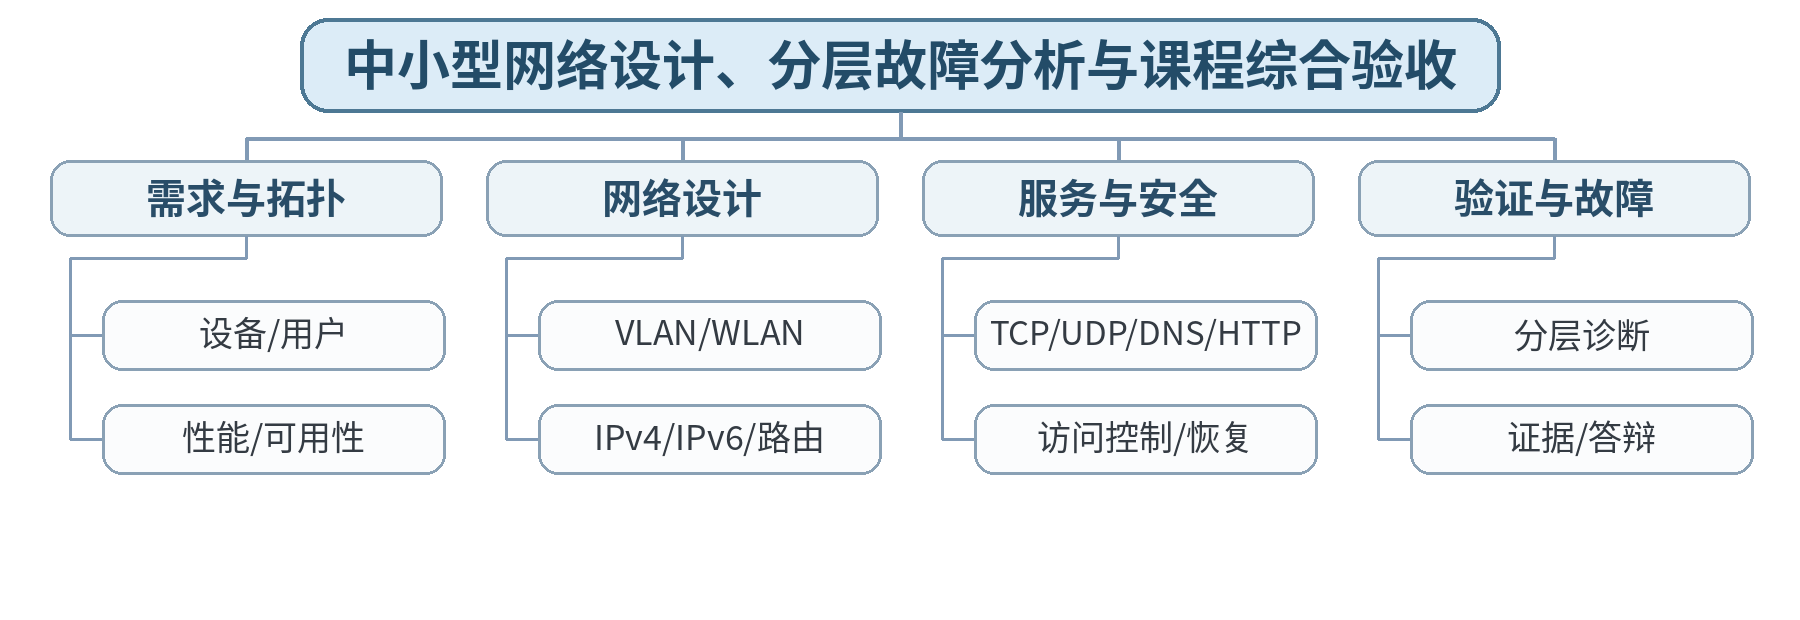 中小型网络设计、分层故障分析与课程综合验收
需求与拓扑
设备/用户
性能/可用性
网络设计
VLAN/WLAN
IPv4/IPv6/路由
服务与安全
TCP/UDP/DNS/HTTP
访问控制/恢复
验证与故障
分层诊断
证据/答辩